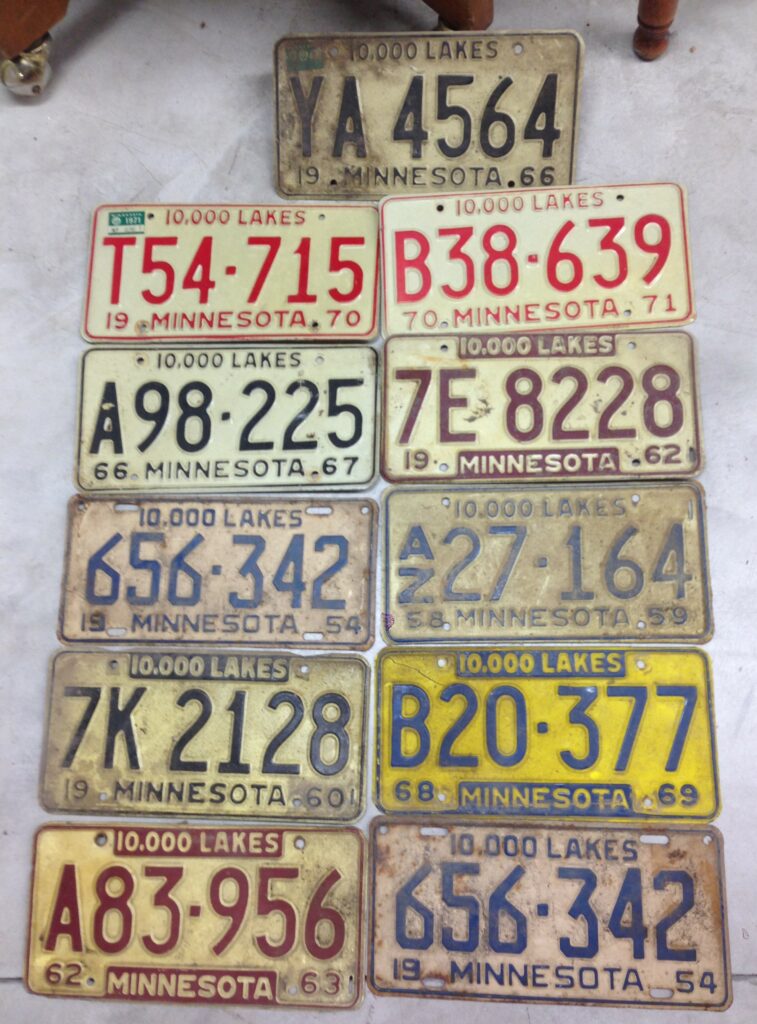 10,000 LAKES
YA 4564
19 MINNESOTA 66
1971
10,000 LAKES
T54·715
19 MINNESOTA 70
10,000 LAKES
B38·639
70 MINNESOTA 71
10,000 LAKES
A98·225
66 MINNESOTA 67
10,000 LAKES
7E 8228
19 MINNESOTA 62
10,000 LAKES
656·342
19 MINNESOTA 54
10,000 LAKES
AZ 27·164
58 MINNESOTA 59
10,000 LAKES
7K 2128
19 MINNESOTA 60
10,000 LAKES
B20·377
68 MINNESOTA 69
10,000 LAKES
A83·956
62 MINNESOTA 63
10,000 LAKES
656·342
19 MINNESOTA 54